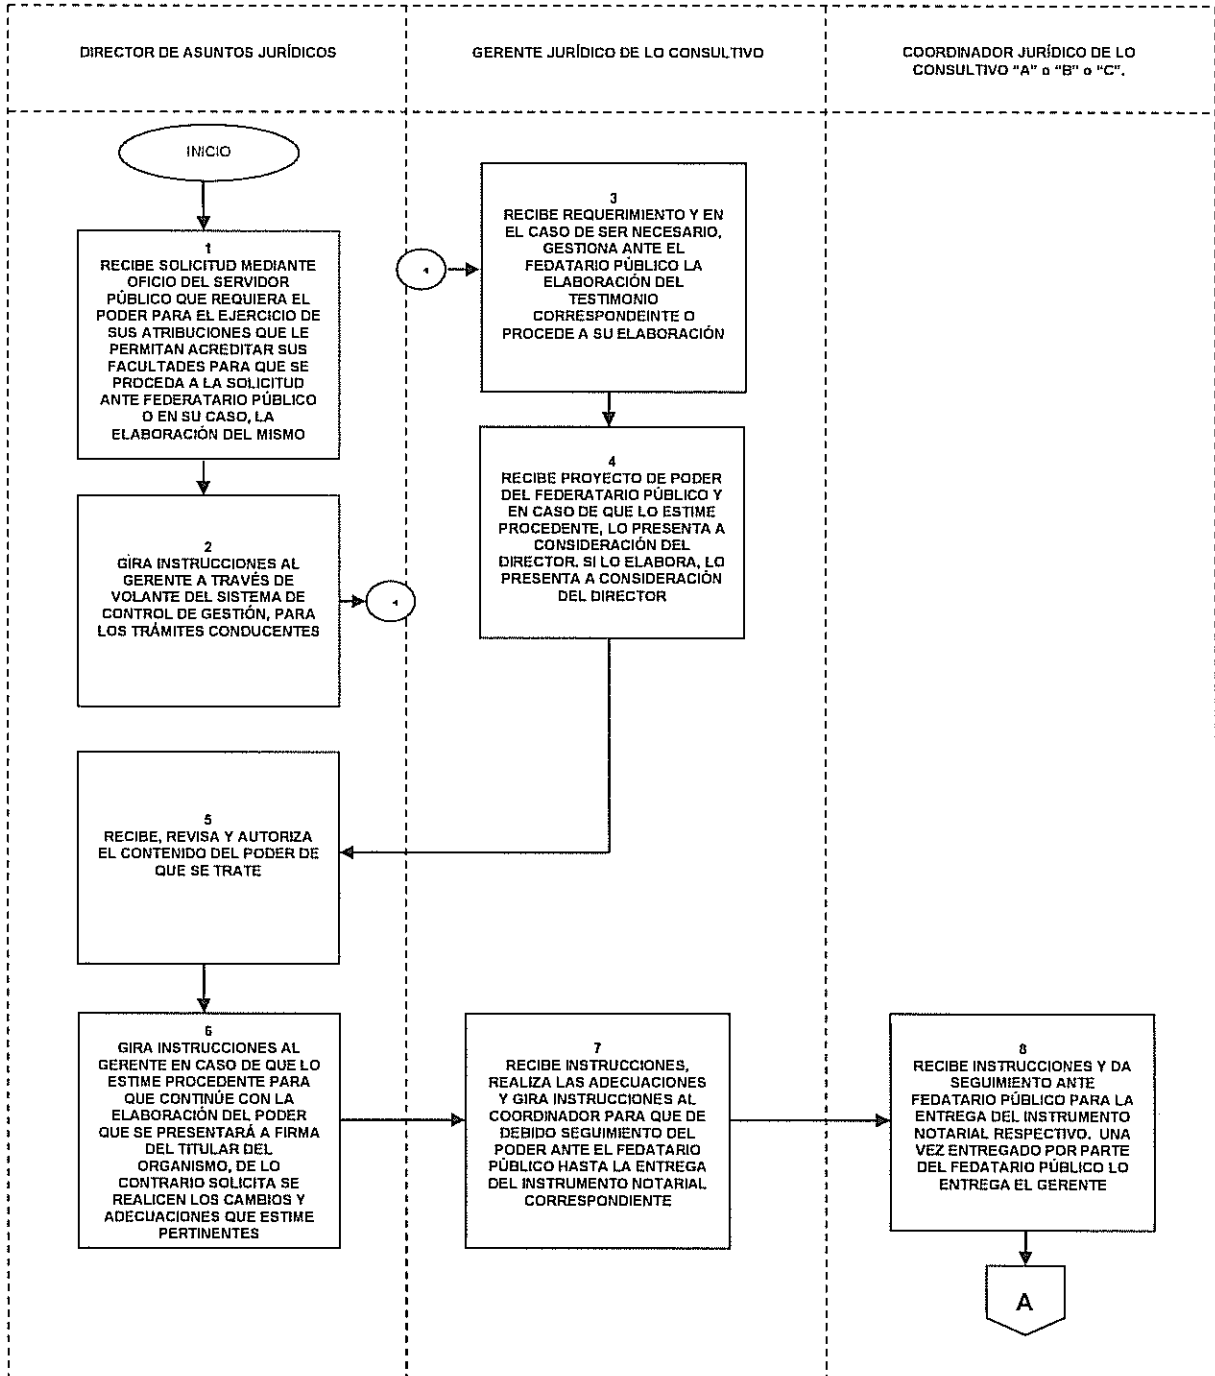 DIRECTOR DE ASUNTOS JURÍDICOS
GERENTE JURÍDICO DE LO CONSULTIVO
COORDINADOR JURÍDICO DE LO
CONSULTIVO "A" o "B" o "C".
INICIO
1
RECIBE SOLICITUD MEDIANTE
OFICIO DEL SERVIDOR
PÚBLICO QUE REQUIERA EL
PODER PARA EL EJERCICIO DE
SUS ATRIBUCIONES QUE LE
PERMITAN ACREDITAR SUS
FACULTADES PARA QUE SE
PROCEDA A LA SOLICITUD
ANTE FEDERATARIO PÚBLICO
O EN SU CASO, LA
ELABORACIÓN DEL MISMO
2
GIRA INSTRUCCIONES AL
GERENTE A TRAVÉS DE
VOLANTE DEL SISTEMA DE
CONTROL DE GESTIÓN, PARA
LOS TRÁMITES CONDUCENTES
1
1
3
RECIBE REQUERIMIENTO Y EN
EL CASO DE SER NECESARIO,
GESTIONA ANTE EL
FEDATARIO PÚBLICO LA
ELABORACIÓN DEL
TESTIMONIO
CORRESPONDEINTE O
PROCEDE A SU ELABORACIÓN
4
RECIBE PROYECTO DE PODER
DEL FEDERATARIO PÚBLICO Y
EN CASO DE QUE LO ESTIME
PROCEDENTE, LO PRESENTA A
CONSIDERACIÓN DEL
DIRECTOR. SI LO ELABORA, LO
PRESENTA A CONSIDERACIÓN
DEL DIRECTOR
5
RECIBE, REVISA Y AUTORIZA
EL CONTENIDO DEL PODER DE
QUE SE TRATE
6
GIRA INSTRUCCIONES AL
GERENTE EN CASO DE QUE LO
ESTIME PROCEDENTE PARA
QUE CONTINÚE CON LA
ELABORACIÓN DEL PODER
QUE SE PRESENTARÁ A FIRMA
DEL TITULAR DEL
ORGANISMO, DE LO
CONTRARIO SOLICITA SE
REALICEN LOS CAMBIOS Y
ADECUACIONES QUE ESTIME
PERTINENTES
7
RECIBE INSTRUCCIONES,
REALIZA LAS ADECUACIONES
Y GIRA INSTRUCCIONES AL
COORDINADOR PARA QUE DE
DEBIDO SEGUIMIENTO DEL
PODER ANTE EL FEDATARIO
PÚBLICO HASTA LA ENTREGA
DEL INSTRUMENTO NOTARIAL
CORRESPONDIENTE
8
RECIBE INSTRUCCIONES Y DA
SEGUIMIENTO ANTE
FEDATARIO PÚBLICO PARA LA
ENTREGA DEL INSTRUMENTO
NOTARIAL RESPECTIVO. UNA
VEZ ENTREGADO POR PARTE
DEL FEDATARIO PÚBLICO LO
ENTREGA EL GERENTE
A